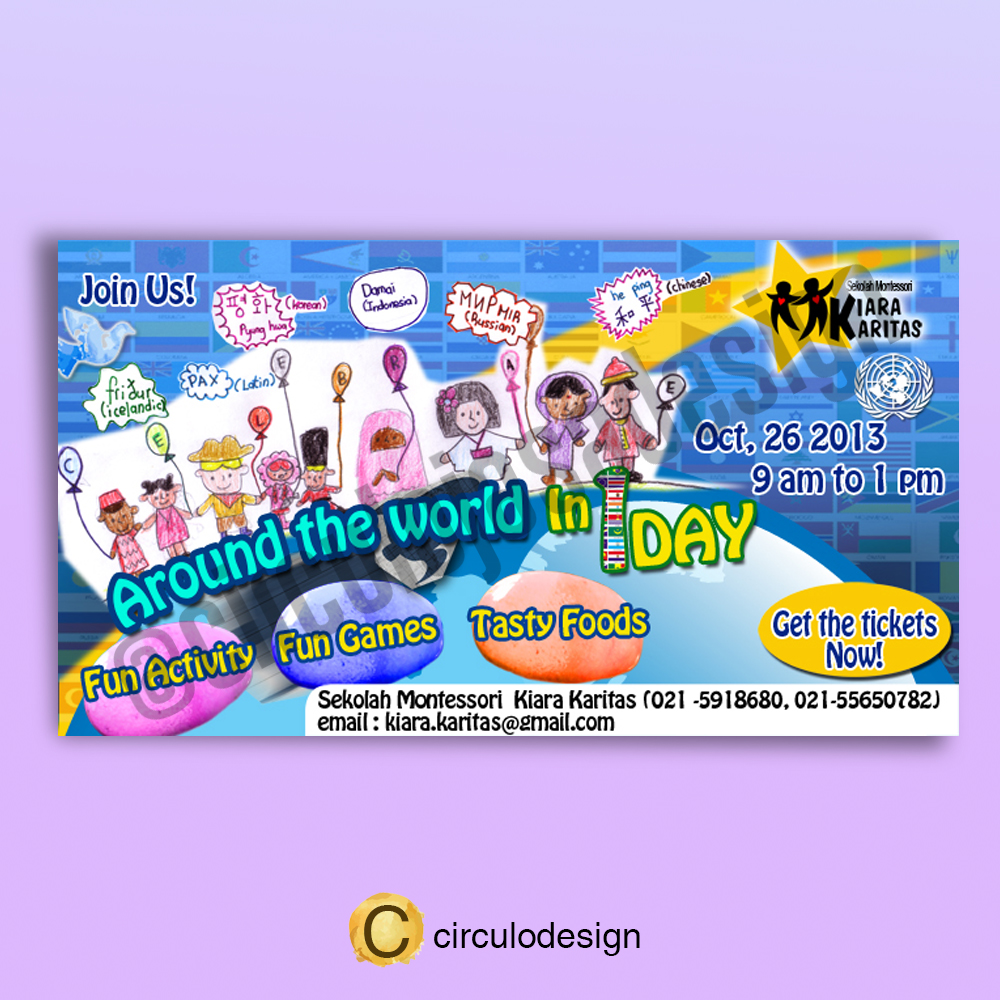 Join Us!
평화 (korean)
Pyung hwa
Damai
(Indonesia)
МИР MIR
(Russian)
he ping (chinese)
和平
Sekolah Montessori
KIARA
KARITAS
friður
(icelandic)
PAX (Latin)
C
E
L
E
B
R
A
E
Oct, 26 2013
9 am to 1 pm
Around the world In 1 DAY
Fun Activity
Fun Games
Tasty Foods
Get the tickets
Now!
Sekolah Montessori Kiara Karitas (021 -5918680, 021-55650782)
email : kiara.karitas@gmail.com
C circulodesign